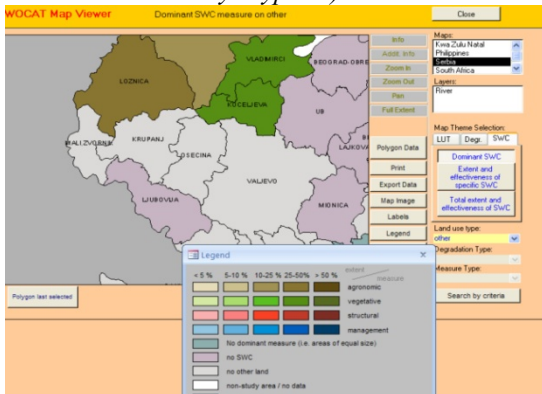 WOCAT Map Viewer
Dominant SWC measure on other
Close
Info
Addit. Info
Zoom In
Zoom Out
Pan
Full Extent
Polygon Data
Print
Export Data
Map Image
Labels
Legend
Maps:
Kwa Zulu Natal
Philippines
Serbia
South Africa
Layers:
River
Map Theme Selection:
LUT Degr. SWC
Dominant SWC
Extent and
effectiveness of
specific SWC
Total extent and
effectiveness of SWC
Land use type:
other
Degradation Type:
Measure Type:
Search by criteria
LOZNICA
VLADIMIRCI
BEOGRAD-OBRE
KOCELJEVA
UB
MALI ZVORNIK
KRUPANJ
OSECINA
LAJKOV
VALJEVO
LJUBOVIJA
MIONICA
Polygon last selected
Legend
< 5 % 5-10 % 10-25 % 25-50% > 50 % extent
measure
agronomic
vegetative
structural
management
No dominant measure (i.e. areas of equal size)
no SWC
no other land
non-study area / no data